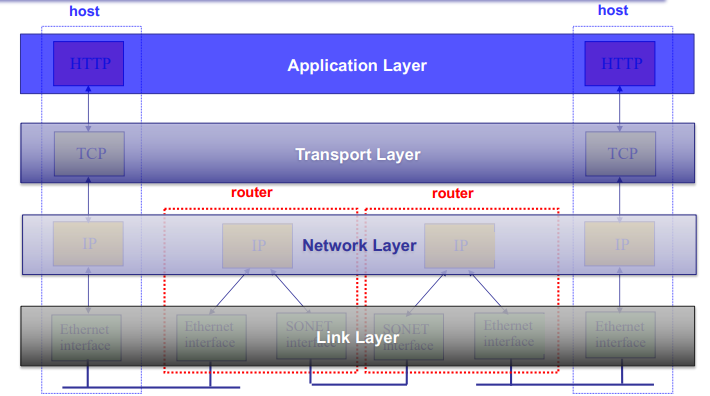 host
host
HTTP
Application Layer
HTTP
TCP
Transport Layer
TCP
router
router
IP
IP
Network Layer
IP
IP
Ethernet
interface
Ethernet
interface
SONET
interface
Link Layer
SONET
interface
Ethernet
interface
Ethernet
interface